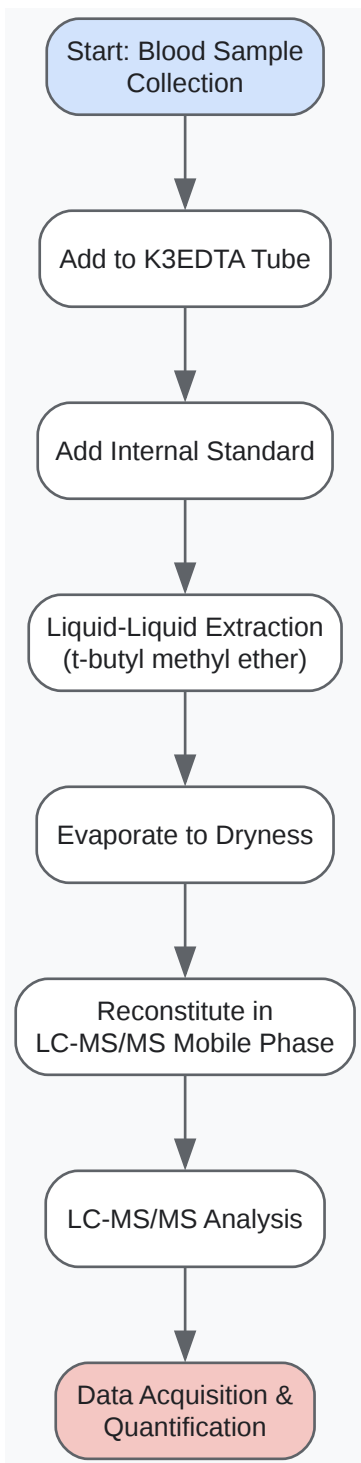 Start: Blood Sample
Collection
Add to K3EDTA Tube
Add Internal Standard
Liquid-Liquid Extraction
(t-butyl methyl ether)
Evaporate to Dryness
Reconstitute in
LC-MS/MS Mobile Phase
LC-MS/MS Analysis
Data Acquisition &
Quantification